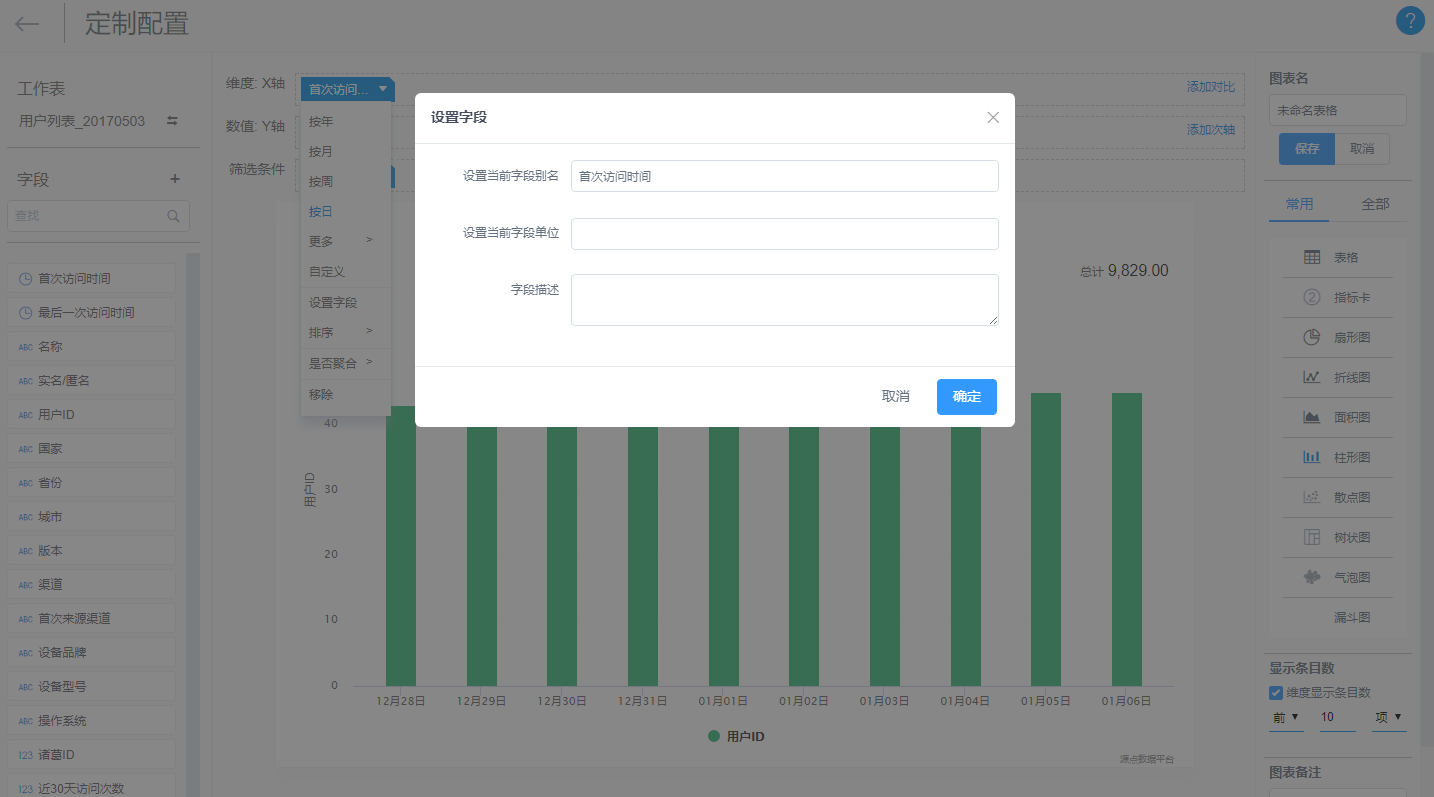 定制配置
?
工作表
用户列表_20170503
字段
+
查找
首次访问时间
最后一次访问时间
ABC 名称
ABC 实名/匿名
ABC 用户ID
ABC 国家
ABC 省份
ABC 城市
ABC 版本
ABC 渠道
ABC 首次来源渠道
ABC 设备品牌
ABC 设备型号
ABC 操作系统
123 诸葛ID
123 近30天访问次数
维度: X轴
首次访问...
添加对比
数值: Y轴
添加次轴
筛选条件
按年
按月
按周
按日
更多 >
自定义
设置字段
排序 >
是否聚合 >
移除
设置字段
设置当前字段别名
首次访问时间
设置当前字段单位
字段描述
取消
确定
总计 9,829.00
用户ID
40
30
20
10
0
12月28日
12月29日
12月30日
12月31日
01月01日
01月02日
01月03日
01月04日
01月05日
01月06日
用户ID
源点数据平台
图表名
未命名表格
保存
取消
常用
全部
表格
指标卡
扇形图
折线图
面积图
柱形图
散点图
树状图
气泡图
漏斗图
显示条目数
维度显示条目数
前
10
项
图表备注